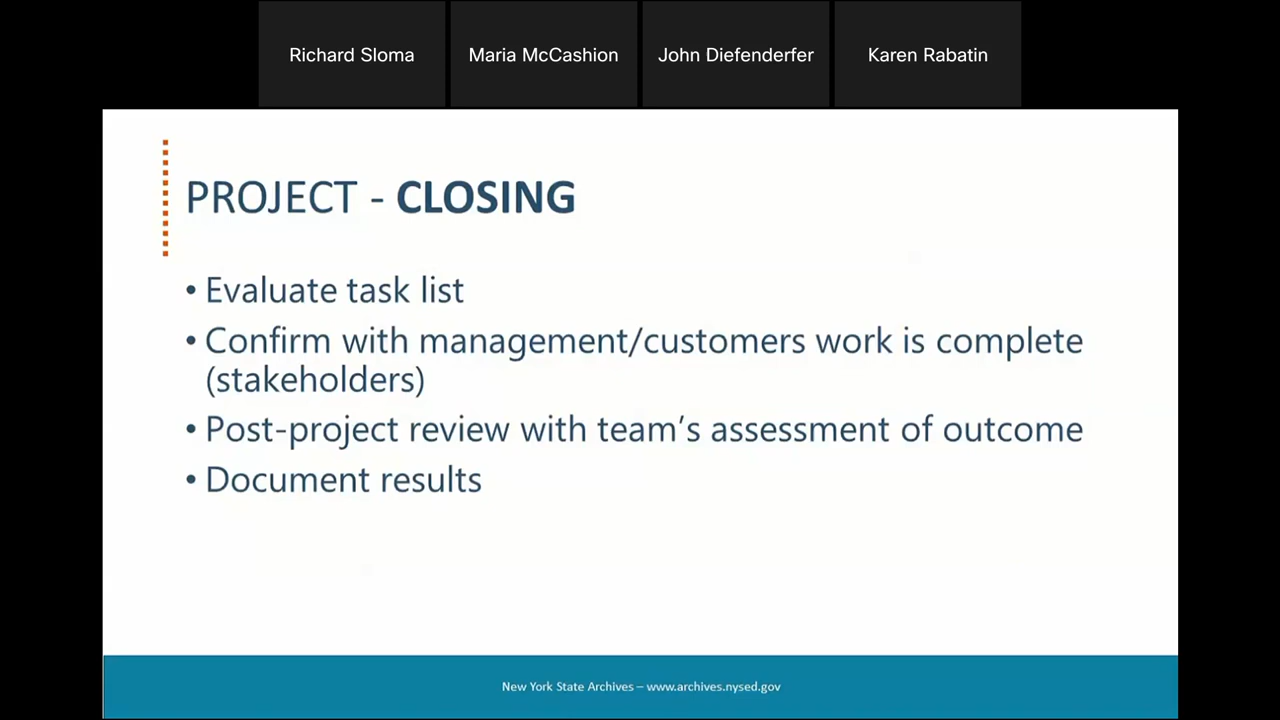 Richard Sloma
Maria McCashion
John Diefenderfer
Karen Rabatin
PROJECT - CLOSING
• Evaluate task list
• Confirm with management/customers work is complete
(stakeholders)
• Post-project review with team’s assessment of outcome
• Document results
New York State Archives – www.archives.nysed.gov